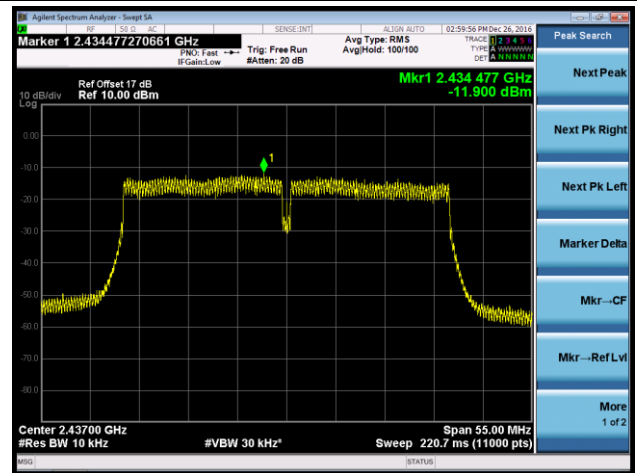 Agilent Spectrum Analyzer - Swept SA
RF 50 Ω AC SENSE:INT ALIGN AUTO 02:59:56 PM Dec 26, 2016
Marker 1 2.434477270661 GHz
PNO: Fast
IFGain:Low
Trig: Free Run
#Atten: 20 dB
Avg Type: RMS
Avg|Hold: 100/100
TRACE 1 2 3 4 5 6
TYPE A WWWWW
DET A N N N N N
Peak Search
Ref Offset 17 dB
10 dB/div Ref 10.00 dBm
Log
Mkr1 2.434 477 GHz
-11.900 dBm
0.00
-10.0
-20.0
-30.0
-40.0
-50.0
-60.0
-70.0
-80.0
1
Next Peak
Next Pk Right
Next Pk Left
Marker Delta
Mkr→CF
Mkr→Ref Lvl
More
1 of 2
Center 2.43700 GHz Span 55.00 MHz
#Res BW 10 kHz #VBW 30 kHz* Sweep 220.7 ms (11000 pts)
MSG STATUS